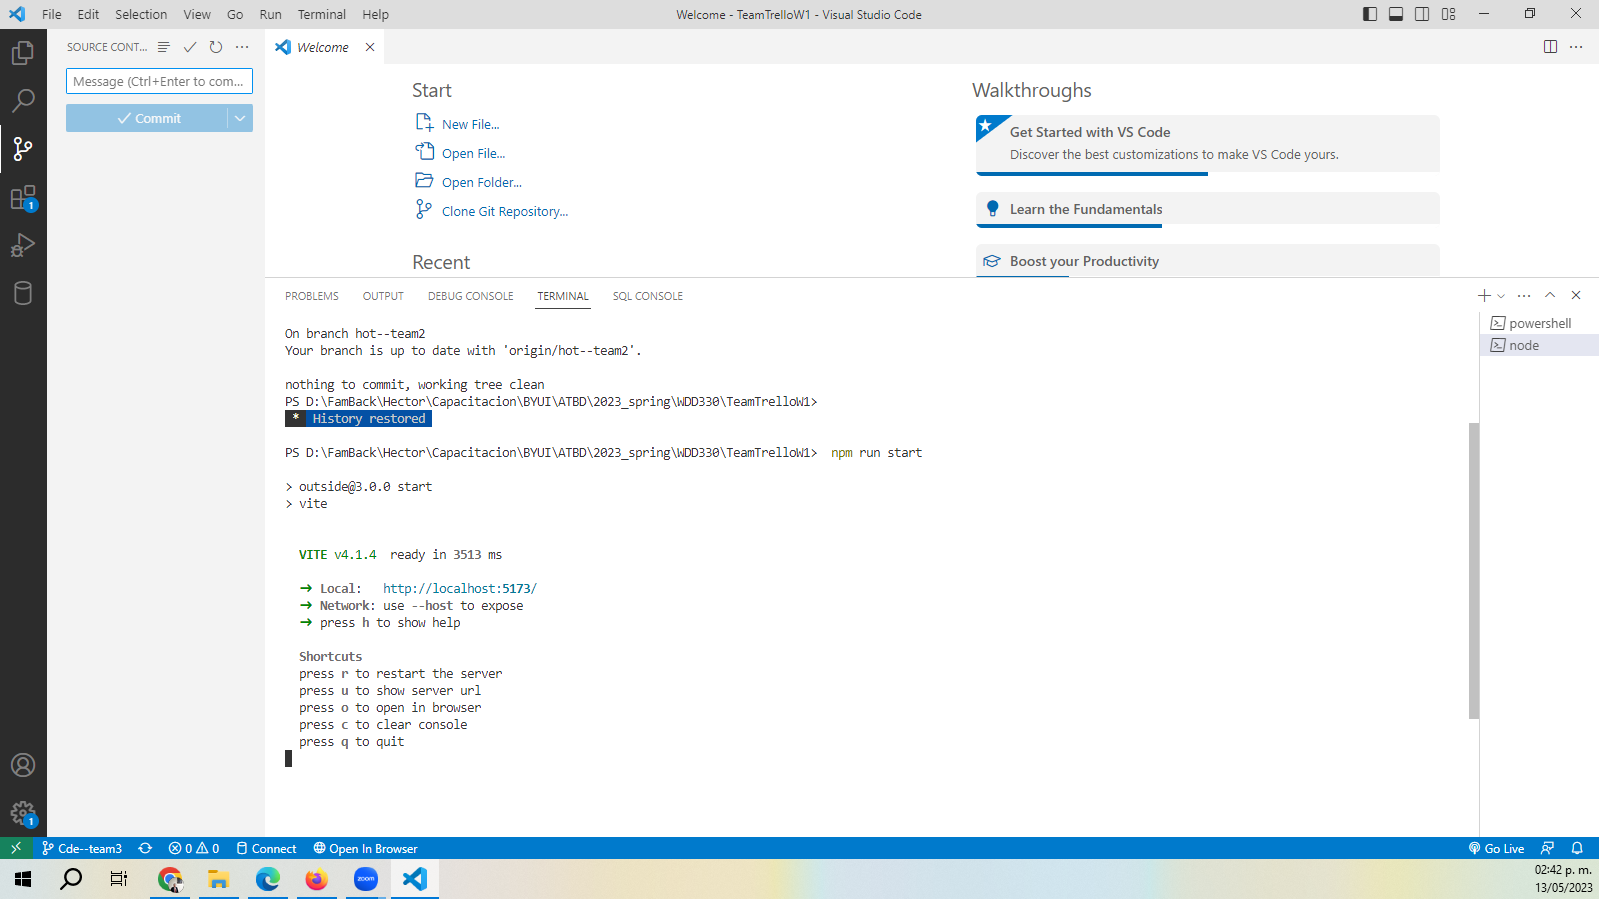 File Edit Selection View Go Run Terminal Help
Welcome - TeamTrelloW1 - Visual Studio Code
SOURCE CONT...
Welcome
Message (Ctrl+Enter to com...
Commit
Start
New File...
Open File...
Open Folder...
Clone Git Repository...
Recent
Walkthroughs
Get Started with VS Code
Discover the best customizations to make VS Code yours.
Learn the Fundamentals
Boost your Productivity
1
1
PROBLEMS OUTPUT DEBUG CONSOLE TERMINAL SQL CONSOLE
powershell
node
On branch hot--team2
Your branch is up to date with 'origin/hot--team2'.
nothing to commit, working tree clean
PS D:\FamBack\Hector\Capacitacion\BYUI\ATBD\2023_spring\WDD330\TeamTrelloW1>
* History restored
PS D:\FamBack\Hector\Capacitacion\BYUI\ATBD\2023_spring\WDD330\TeamTrelloW1> npm run start
> outside@3.0.0 start
> vite
VITE v4.1.4 ready in 3513 ms
➜ Local: http://localhost:5173/
➜ Network: use --host to expose
➜ press h to show help
Shortcuts
press r to restart the server
press u to show server url
press o to open in browser
press c to clear console
press q to quit
Cde--team3 0 0 Connect Open In Browser
Go Live
zoom
02:42 p. m.
13/05/2023